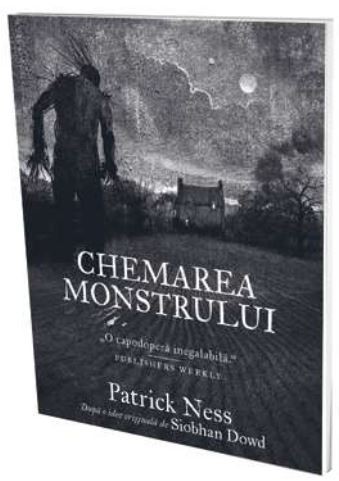 CHEMAREA
MONSTRULUI
„O capodoperă inegalabilă.”
PUBLISHERS WEEKLY
Patrick Ness
După o idee originală de Siobhan Dowd